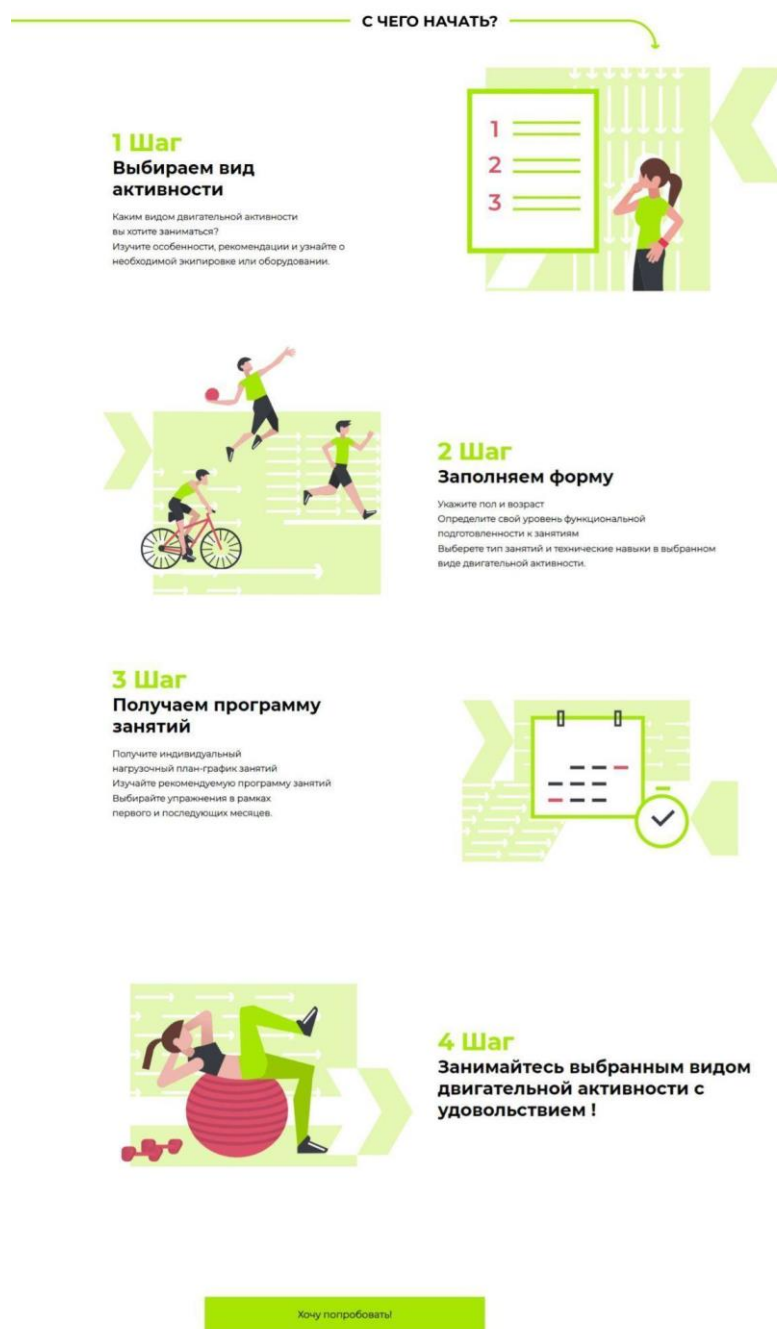 С ЧЕГО НАЧАТЬ?
1
2
3
1 Шаг
Выбираем вид
активности
Каким видом двигательной активности
вы хотите заниматься?
Изучите особенности, рекомендации и узнайте о
необходимой экипировке или оборудовании.
2 Шаг
Заполняем форму
Укажите пол и возраст
Определите свой уровень функциональной
подготовленности к занятиям
Выберете тип занятий и технические навыки в выбранном
виде двигательной активности.
3 Шаг
Получаем программу
занятий
Получите индивидуальный
нагрузочный план-график занятий
Изучайте рекомендуемую программу занятий
Выбирайте упражнения в рамках
первого и последующих месяцев.
4 Шаг
Занимайтесь выбранным видом
двигательной активности с
удовольствием !
Хочу попробовать!